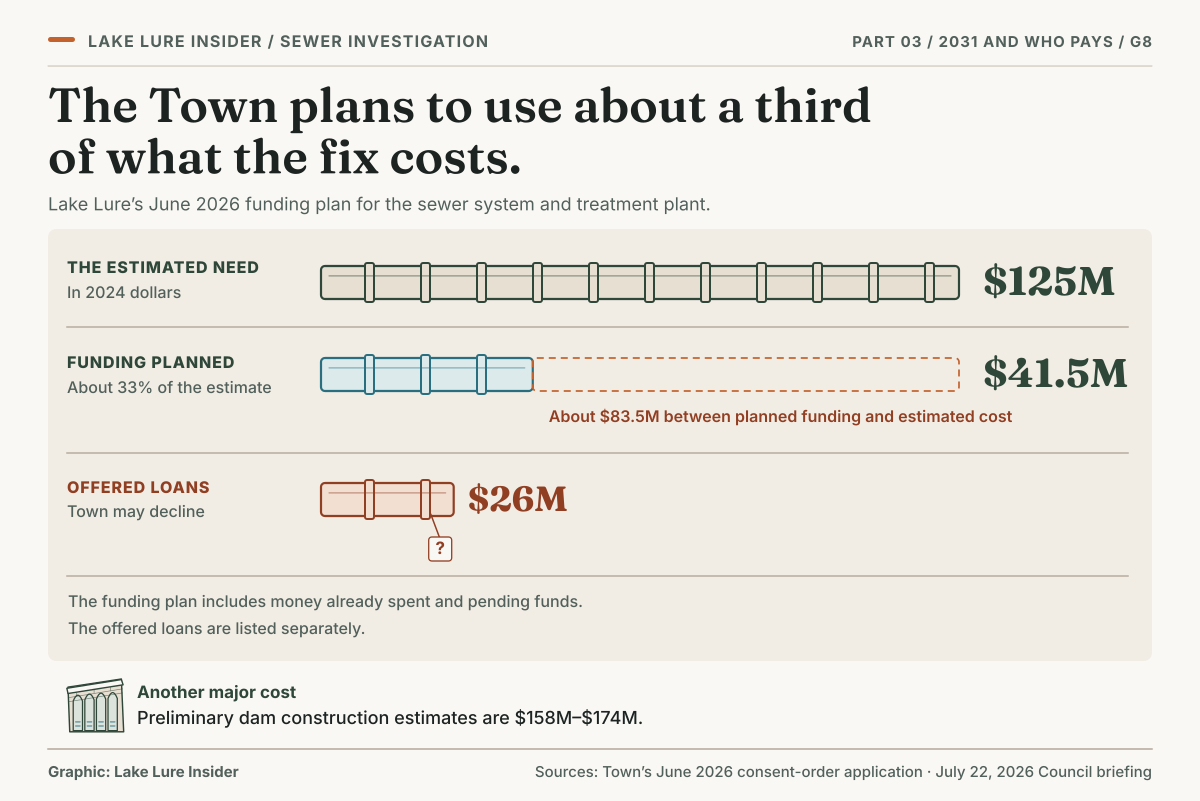 LAKE LURE INSIDER / SEWER INVESTIGATION
PART 03 / 2031 AND WHO PAYS / G8
The Town plans to use about a third
of what the fix costs.
Lake Lure’s June 2026 funding plan for the sewer system and treatment plant.
THE ESTIMATED NEED
In 2024 dollars
$125M
FUNDING PLANNED
About 33% of the estimate
$41.5M
About $83.5M between planned funding and estimated cost
OFFERED LOANS
Town may decline
$26M
?
The funding plan includes money already spent and pending funds.
The offered loans are listed separately.
Another major cost
Preliminary dam construction estimates are $158M–$174M.
Graphic: Lake Lure Insider
Sources: Town’s June 2026 consent-order application · July 22, 2026 Council briefing